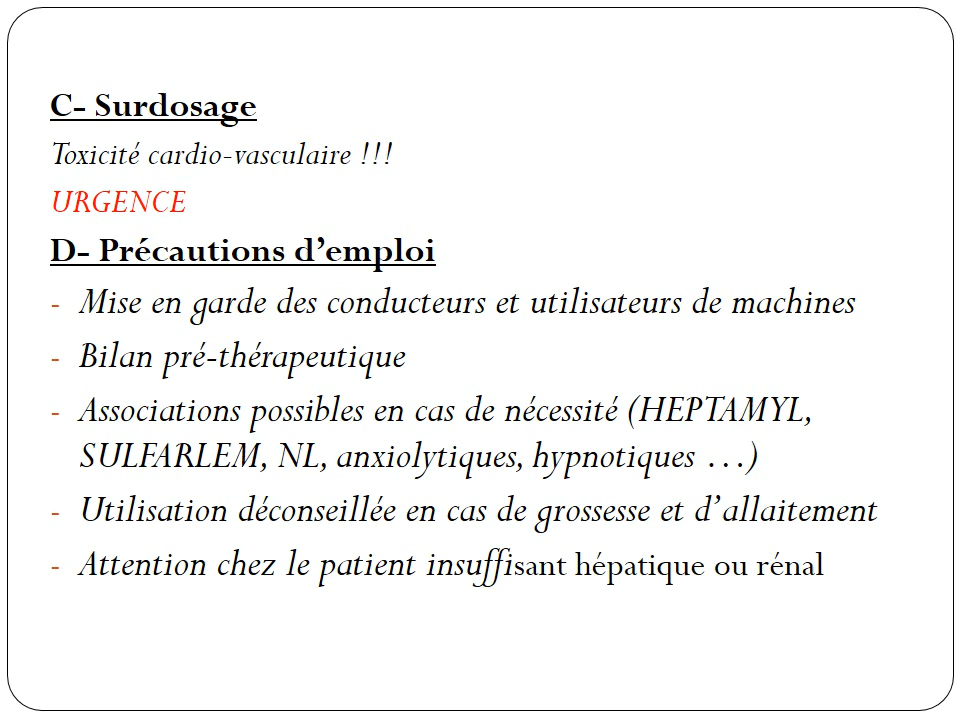 C- Surdosage
Toxicité cardio-vasculaire !!!
URGENCE
D- Précautions d’emploi
- Mise en garde des conducteurs et utilisateurs de machines
- Bilan pré-thérapeutique
- Associations possibles en cas de nécessité (HEPTAMYL,
SULFARLEM, NL, anxiolytiques, hypnotiques …)
- Utilisation déconseillée en cas de grossesse et d’allaitement
- Attention chez le patient insuffisant hépatique ou rénal